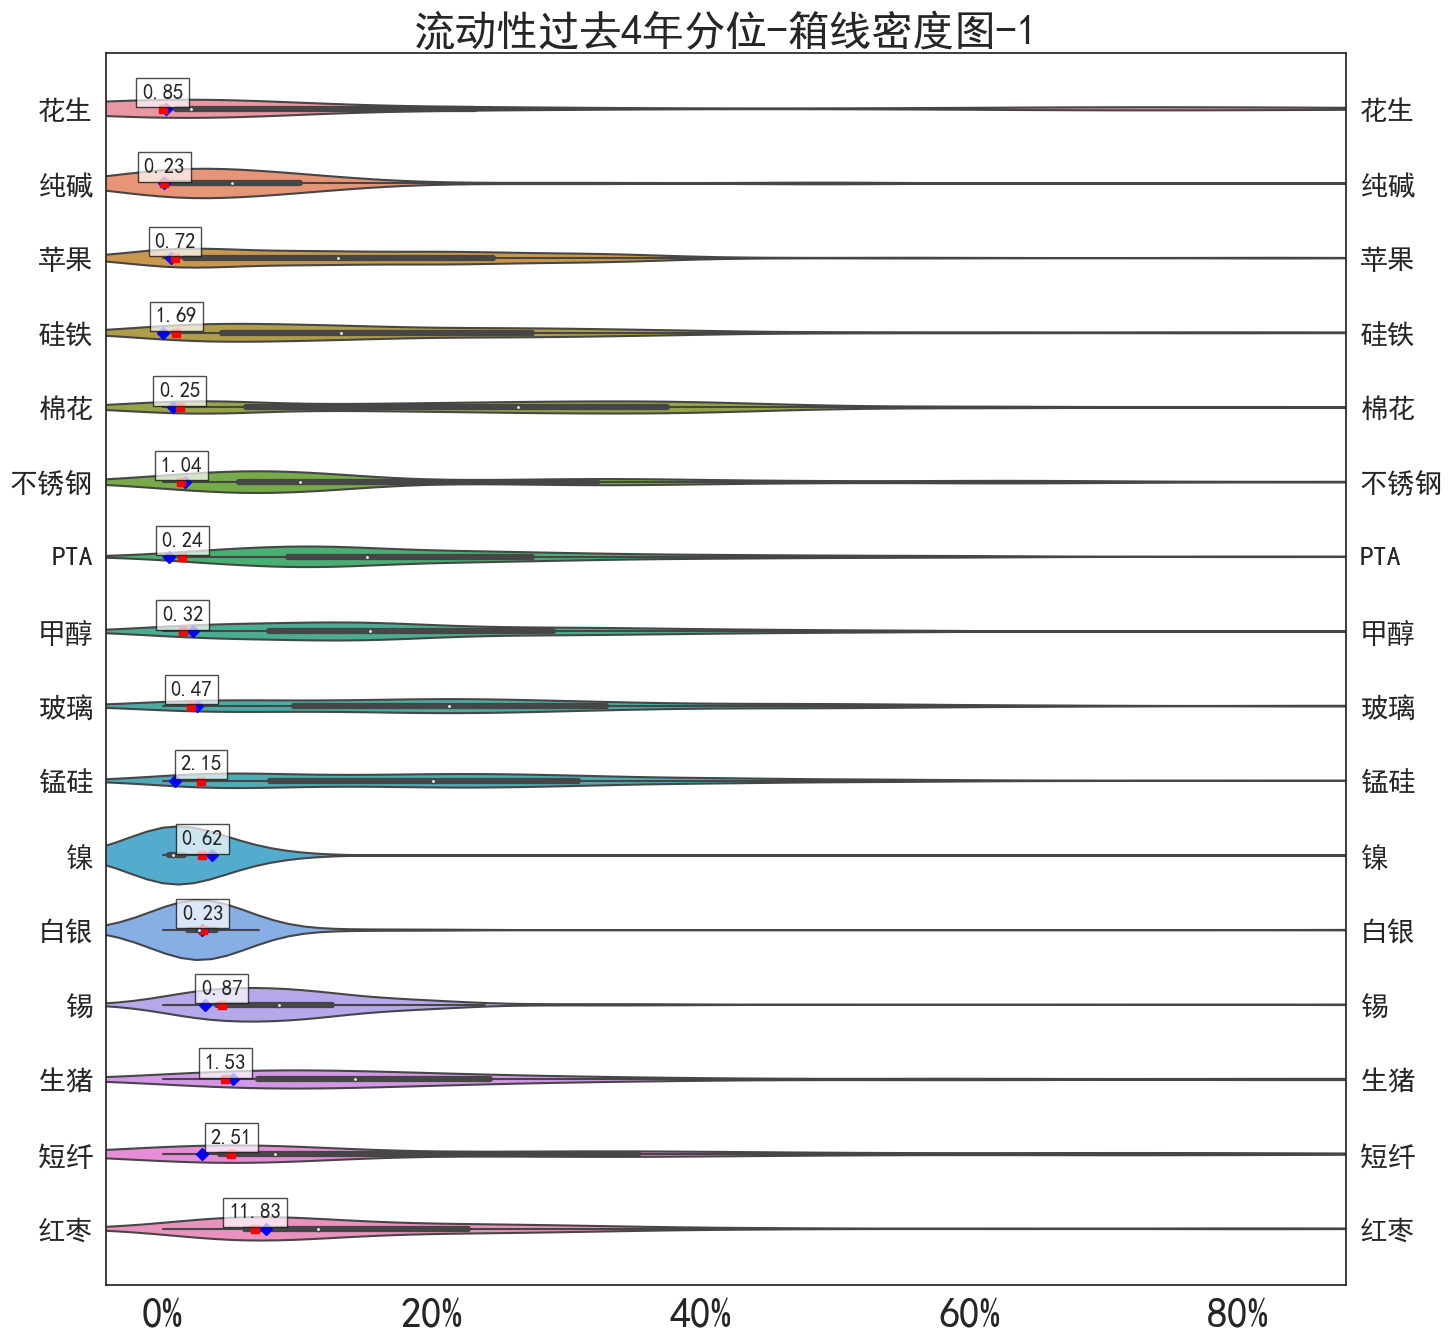 流动性过去4年分位-箱线密度图-1
花生 0.85 花生
纯碱 0.23 纯碱
苹果 0.72 苹果
硅铁 1.69 硅铁
棉花 0.25 棉花
不锈钢 1.04 不锈钢
PTA 0.24 PTA
甲醇 0.32 甲醇
玻璃 0.47 玻璃
锰硅 2.15 锰硅
镍 0.62 镍
白银 0.23 白银
锡 0.87 锡
生猪 1.53 生猪
短纤 2.51 短纤
红枣 11.83 红枣
0% 20% 40% 60% 80%